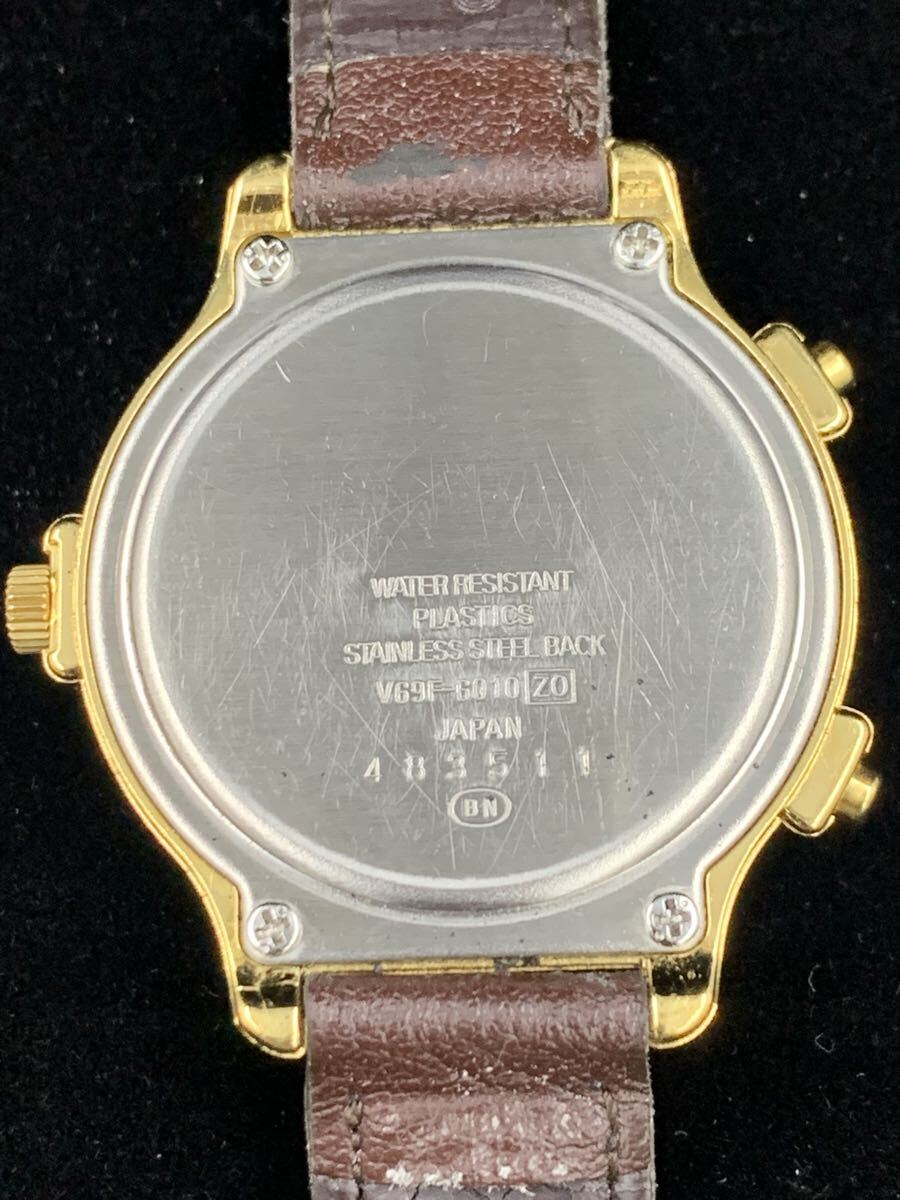 WATER RESISTANT
PLASTICS
STAINLESS STEEL BACK
V69F-6010 ZO
JAPAN
483511
BN